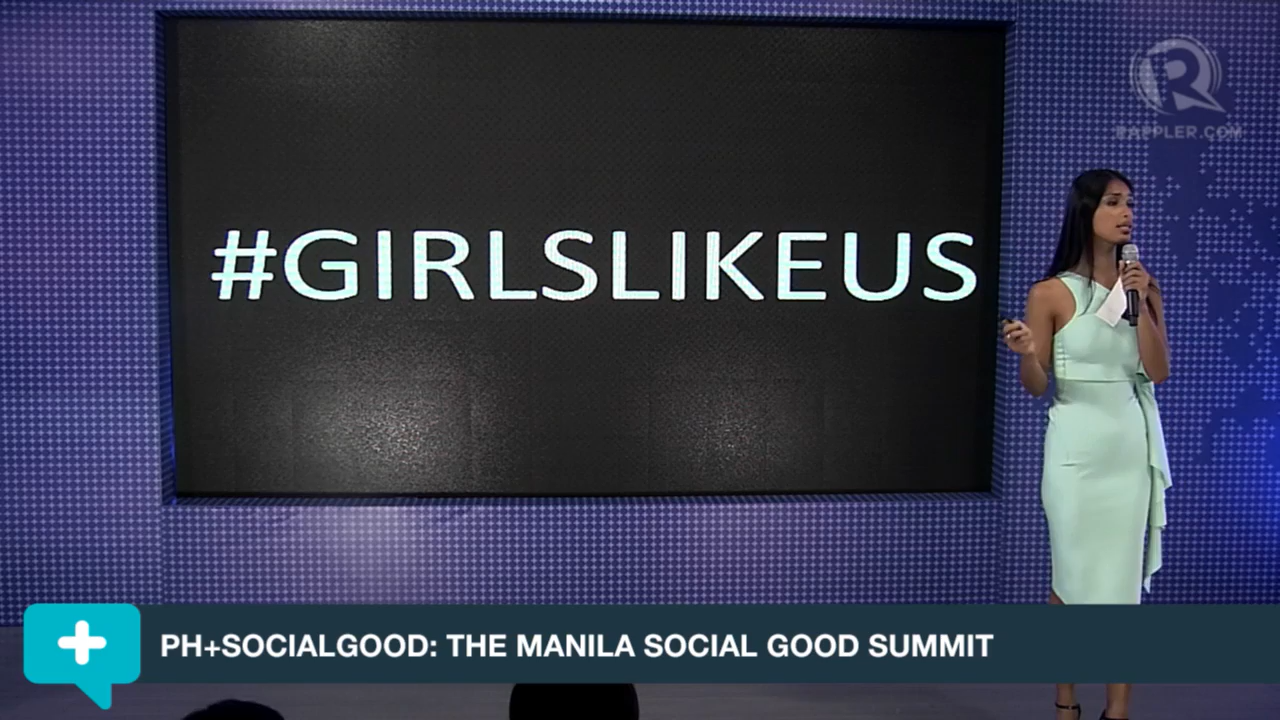 RAPPLER.COM
#GIRLSLIKEUS
PH+SOCIALGOOD: THE MANILA SOCIAL GOOD SUMMIT